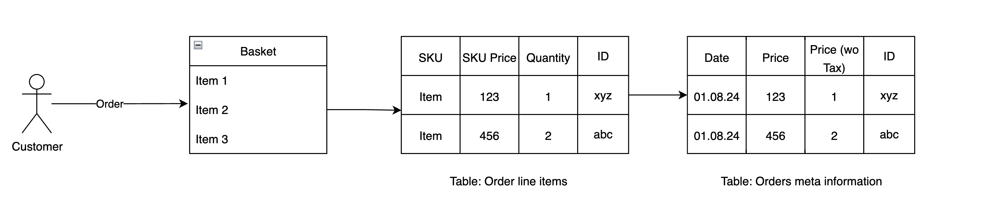 Customer
Order
Basket
Item 1
Item 2
Item 3
SKU SKU Price Quantity ID
Item 123 1 xyz
Item 456 2 abc
Table: Order line items
Date Price Price (wo
Tax) ID
01.08.24 123 1 xyz
01.08.24 456 2 abc
Table: Orders meta information